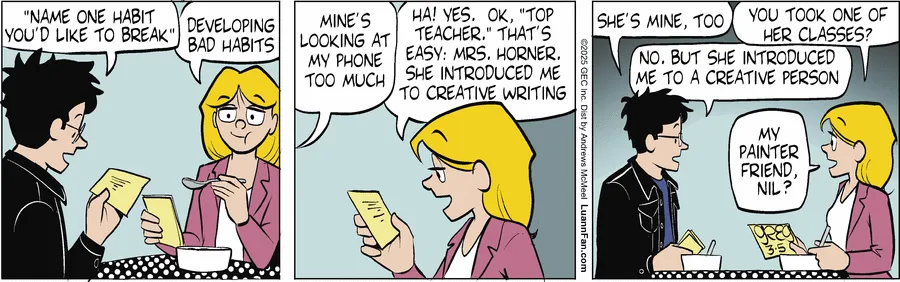 "NAME ONE HABIT
YOU'D LIKE TO BREAK"
DEVELOPING
BAD HABITS
MINE'S
LOOKING AT
MY PHONE
TOO MUCH
HA! YES. OK, "TOP
TEACHER." THAT'S
EASY: MRS. HORNER.
SHE INTRODUCED ME
TO CREATIVE WRITING
©2025 GEC Inc. Dist by Andrews McMeel LuannFan.com
SHE'S MINE, TOO
YOU TOOK ONE OF
HER CLASSES?
NO. BUT SHE INTRODUCED
ME TO A CREATIVE PERSON
MY
PAINTER
FRIEND,
NIL?